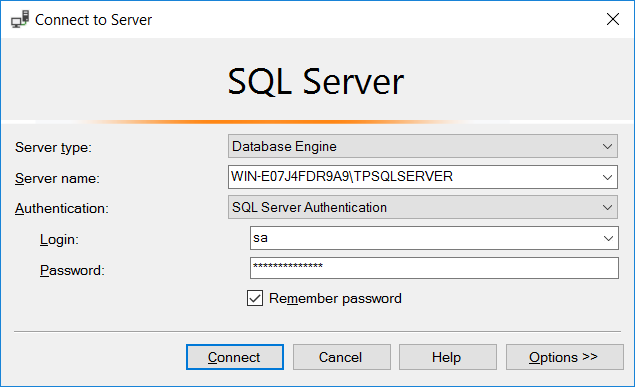 Connect to Server
SQL Server
Server type: Database Engine
Server name: WIN-E07J4FDR9A9\TPSQLSERVER
Authentication: SQL Server Authentication
Login: sa
Password: **************
Remember password
Connect Cancel Help Options >>